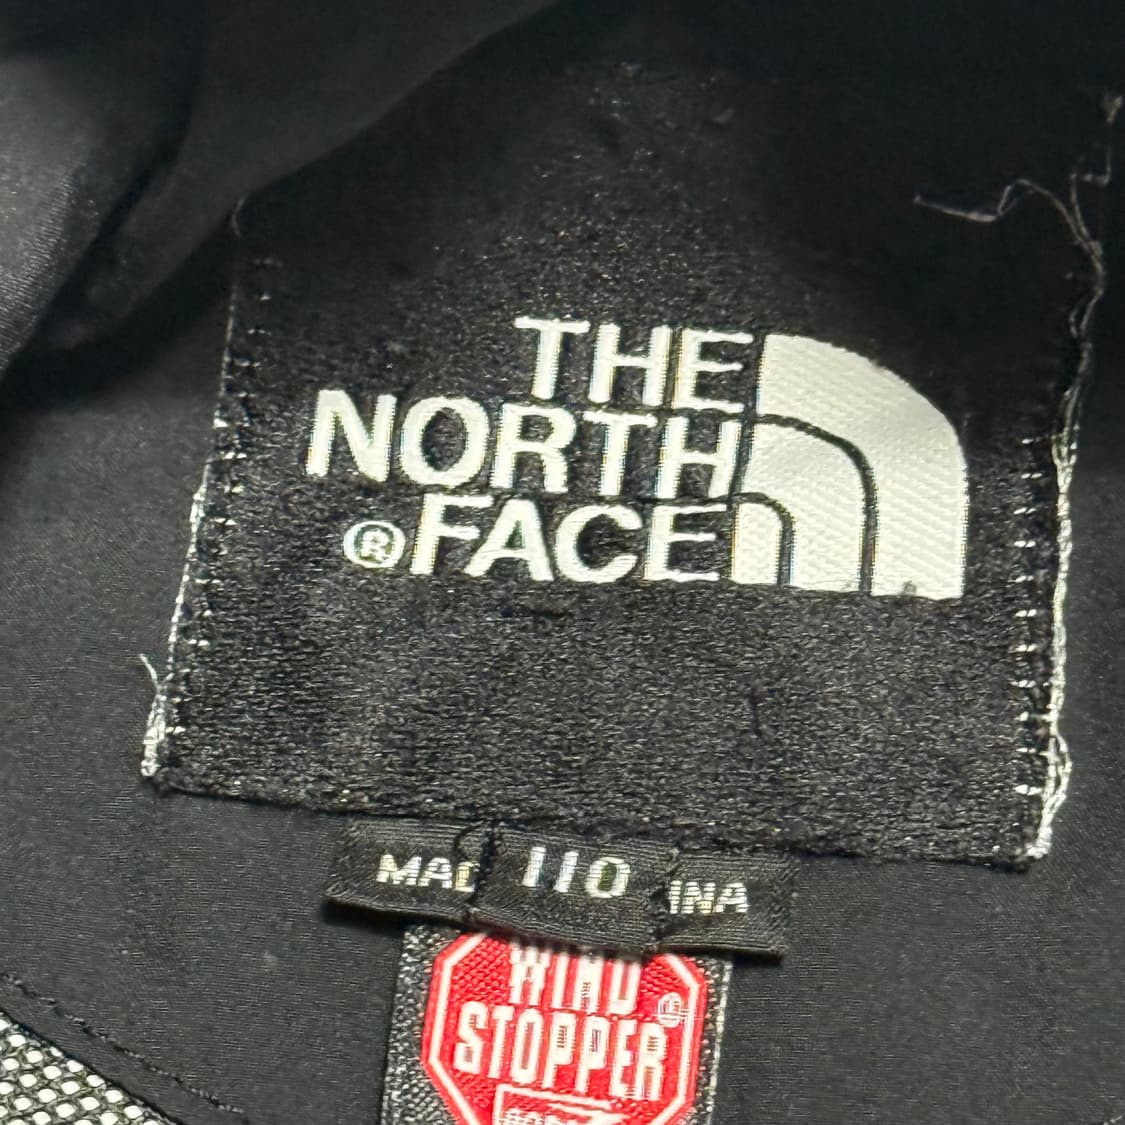 THE
NORTH
®FACE
MAD 110 INA
WIND
STOPPER®